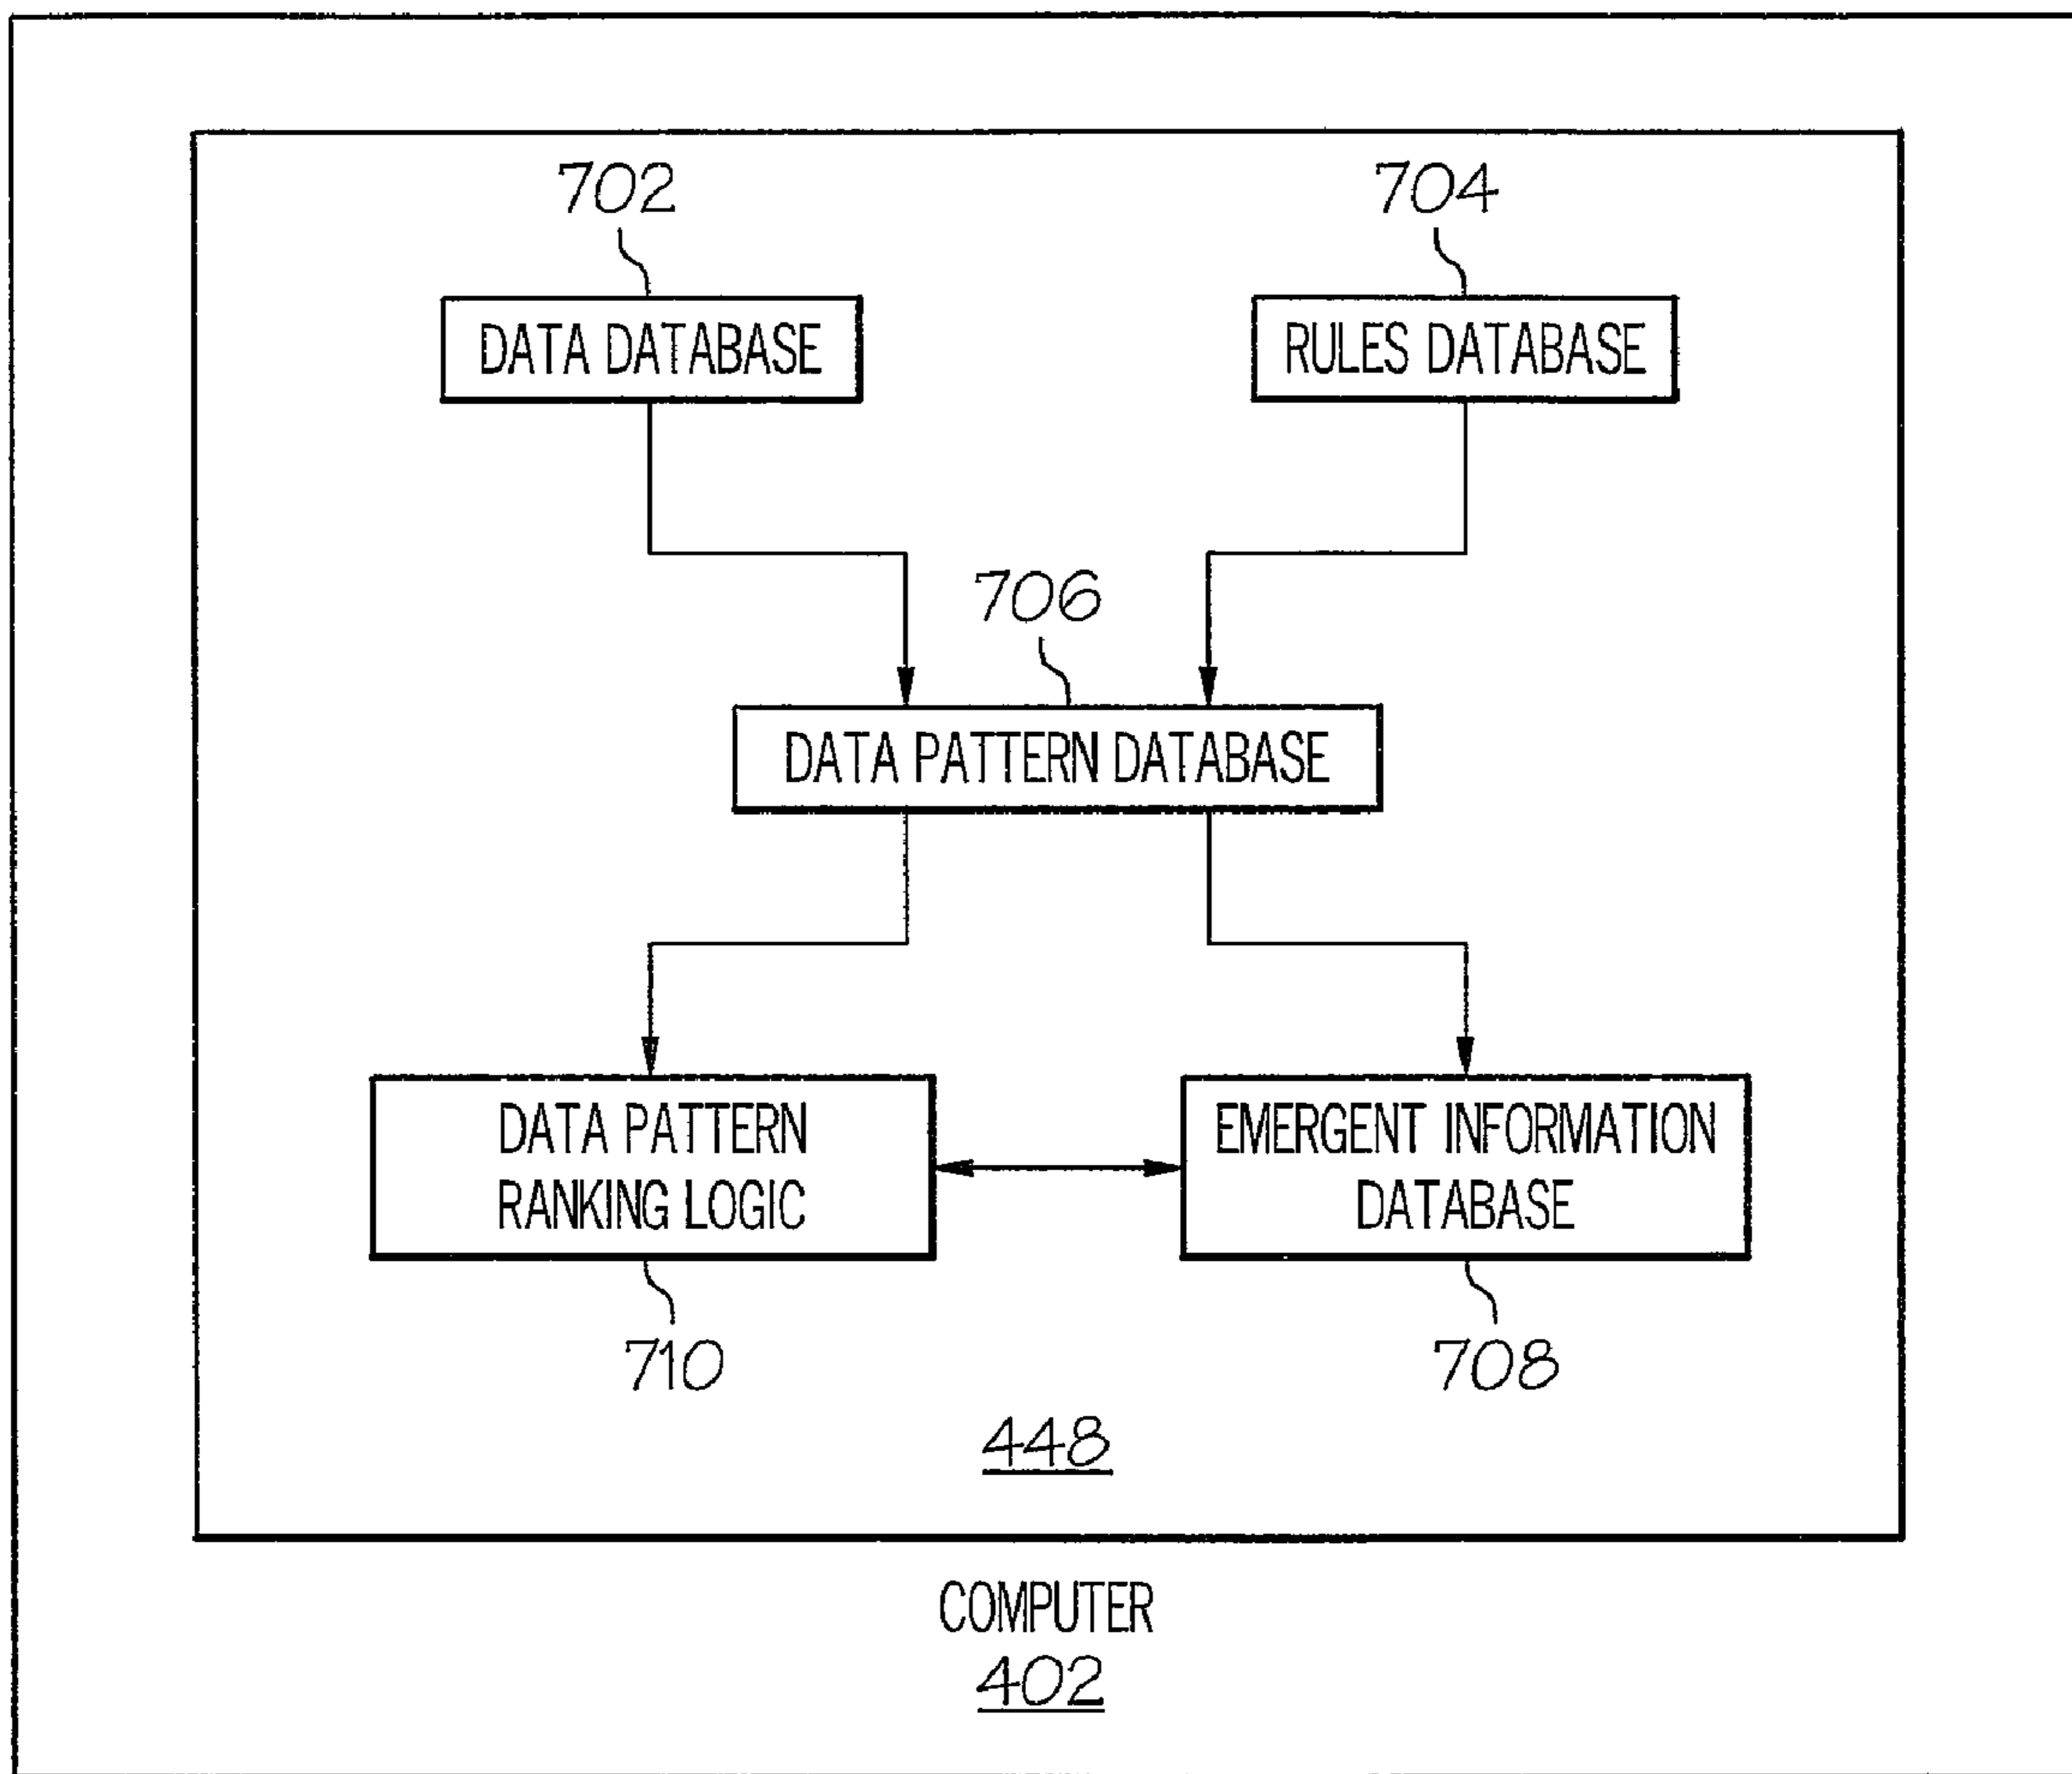 702
704
DATA DATABASE
RULES DATABASE
706
DATA PATTERN DATABASE
DATA PATTERN
RANKING LOGIC
EMERGENT INFORMATION
DATABASE
710
708
448
COMPUTER
402